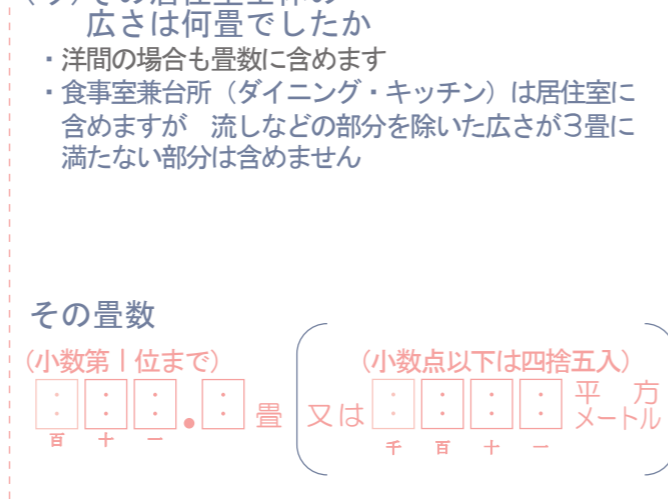 広さは何畳でしたか
・洋間の場合も畳数に含めます
・食事室兼台所（ダイニング・キッチン）は居住室に
含めますが　流しなどの部分を除いた広さが3畳に
満たない部分は含めません
その畳数
（小数第1位まで）
（小数点以下は四捨五入）
畳 又は 平方メートル
百 十 一
千 百 十 一